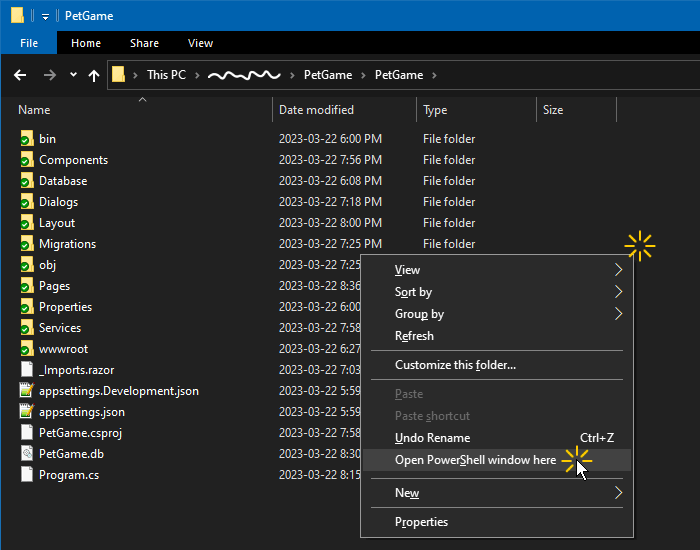 PetGame
File Home Share View
This PC PetGame PetGame
Name Date modified Type Size
bin 2023-03-22 6:00 PM File folder
Components 2023-03-22 7:56 PM File folder
Database 2023-03-22 6:08 PM File folder
Dialogs 2023-03-22 7:18 PM File folder
Layout 2023-03-22 8:00 PM File folder
Migrations 2023-03-22 7:25 PM File folder
obj 2023-03-22 7:25
Pages 2023-03-22 8:36
Properties 2023-03-22 6:00
Services 2023-03-22 7:58
wwwroot 2023-03-22 6:27
_Imports.razor 2023-03-22 7:03
appsettings.Development.json 2023-03-22 5:59
appsettings.json 2023-03-22 5:59
PetGame.csproj 2023-03-22 7:58
PetGame.db 2023-03-22 8:30
Program.cs 2023-03-22 8:15
View
Sort by
Group by
Refresh
Customize this folder...
Paste
Paste shortcut
Undo Rename Ctrl+Z
Open PowerShell window here
New
Properties